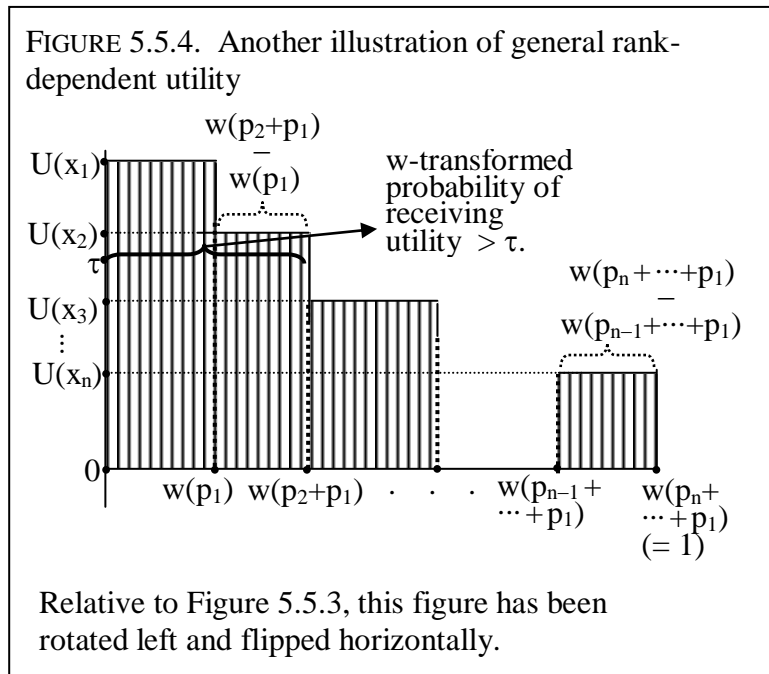 FIGURE 5.5.4. Another illustration of general rank-
dependent utility
w(p₂+p₁)
–
w(p₁)
w-transformed
probability of
receiving
utility > τ.
U(x₁)
U(x₂)
τ
U(x₃)
⋮
U(xₙ)
0
w(pₙ + ⋯+p₁)
–
w(pₙ₋₁+⋯+p₁)
w(p₁)
w(p₂+p₁)
. . . .
w(pₙ₋₁ +
⋯ +p₁)
w(pₙ+
⋯ +p₁)
(= 1)
Relative to Figure 5.5.3, this figure has been
rotated left and flipped horizontally.